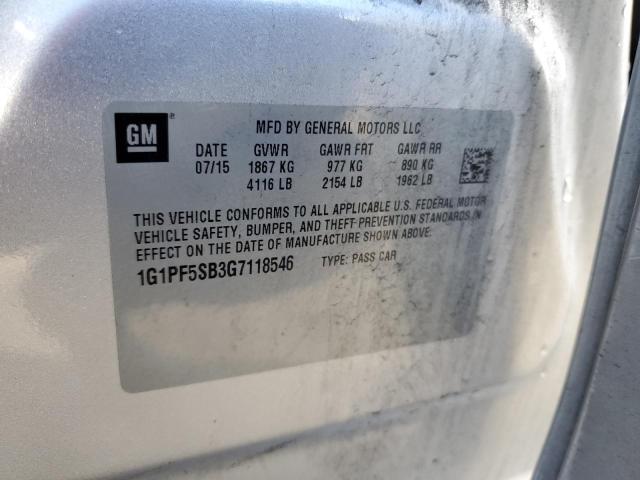 GM ®
MFD BY GENERAL MOTORS LLC
DATE GVWR GAWR FRT GAWR RR
07/15 1867 KG 977 KG 890 KG
4116 LB 2154 LB 1962 LB
THIS VEHICLE CONFORMS TO ALL APPLICABLE U.S. FEDERAL MOTOR
VEHICLE SAFETY, BUMPER, AND THEFT PREVENTION STANDARDS IN
EFFECT ON THE DATE OF MANUFACTURE SHOWN ABOVE.
1G1PF5SB3G7118546 TYPE: PASS CAR